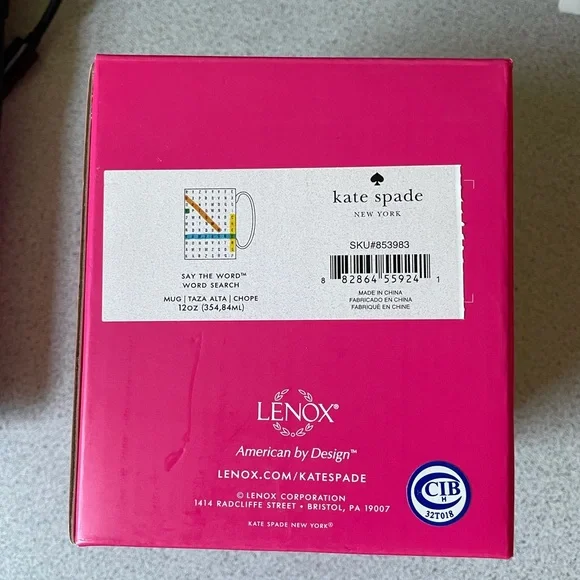 SAY THE WORD™
WORD SEARCH
MUG | TAZA ALTA | CHOPE
12OZ (354,84ML)
kate spade
NEW YORK
SKU#853983
8 82864 55924 1
MADE IN CHINA
FABRICADO EN CHINA
FABRIQUÉ EN CHINE
LENOX®
American by Design™
LENOX.COM/KATESPADE
© LENOX CORPORATION
1414 RADCLIFFE STREET • BRISTOL, PA 19007
KATE SPADE NEW YORK®
CIB
H
32T018